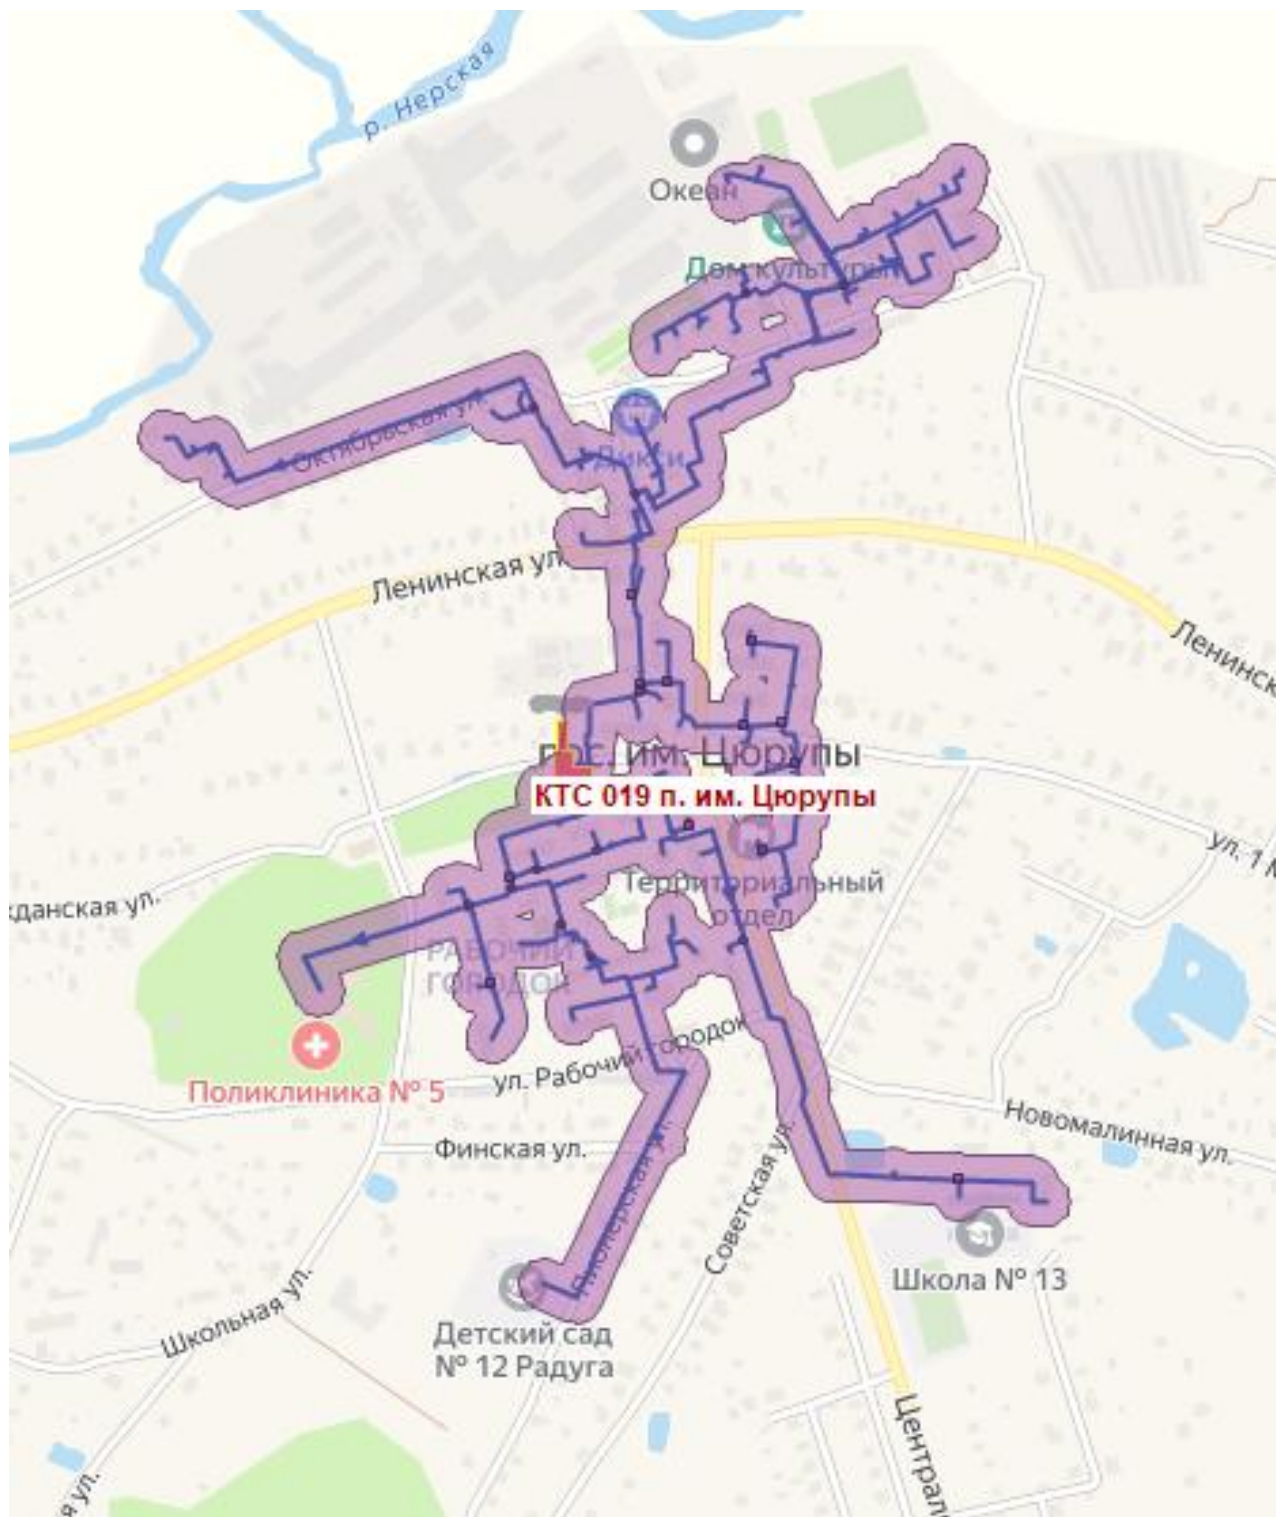 р. Нерская
Океан
Дом культуры
Октябрьская ул.
Дикси
Ленинская ул.
Ленинск
пос. им. Цюрупы
КТС 019 п. им. Цюрупы
ул. 1 М
Территориальный
отдел
жданская ул.
РАБОЧИЙ
ГОРОДОК
ул. Рабочий городок
Поликлиника № 5
Новомалинная ул.
Финская ул.
Пионерская ул.
Советская ул.
Школа № 13
Школьная ул.
Детский сад
№ 12 Радуга
Централ
я ул.